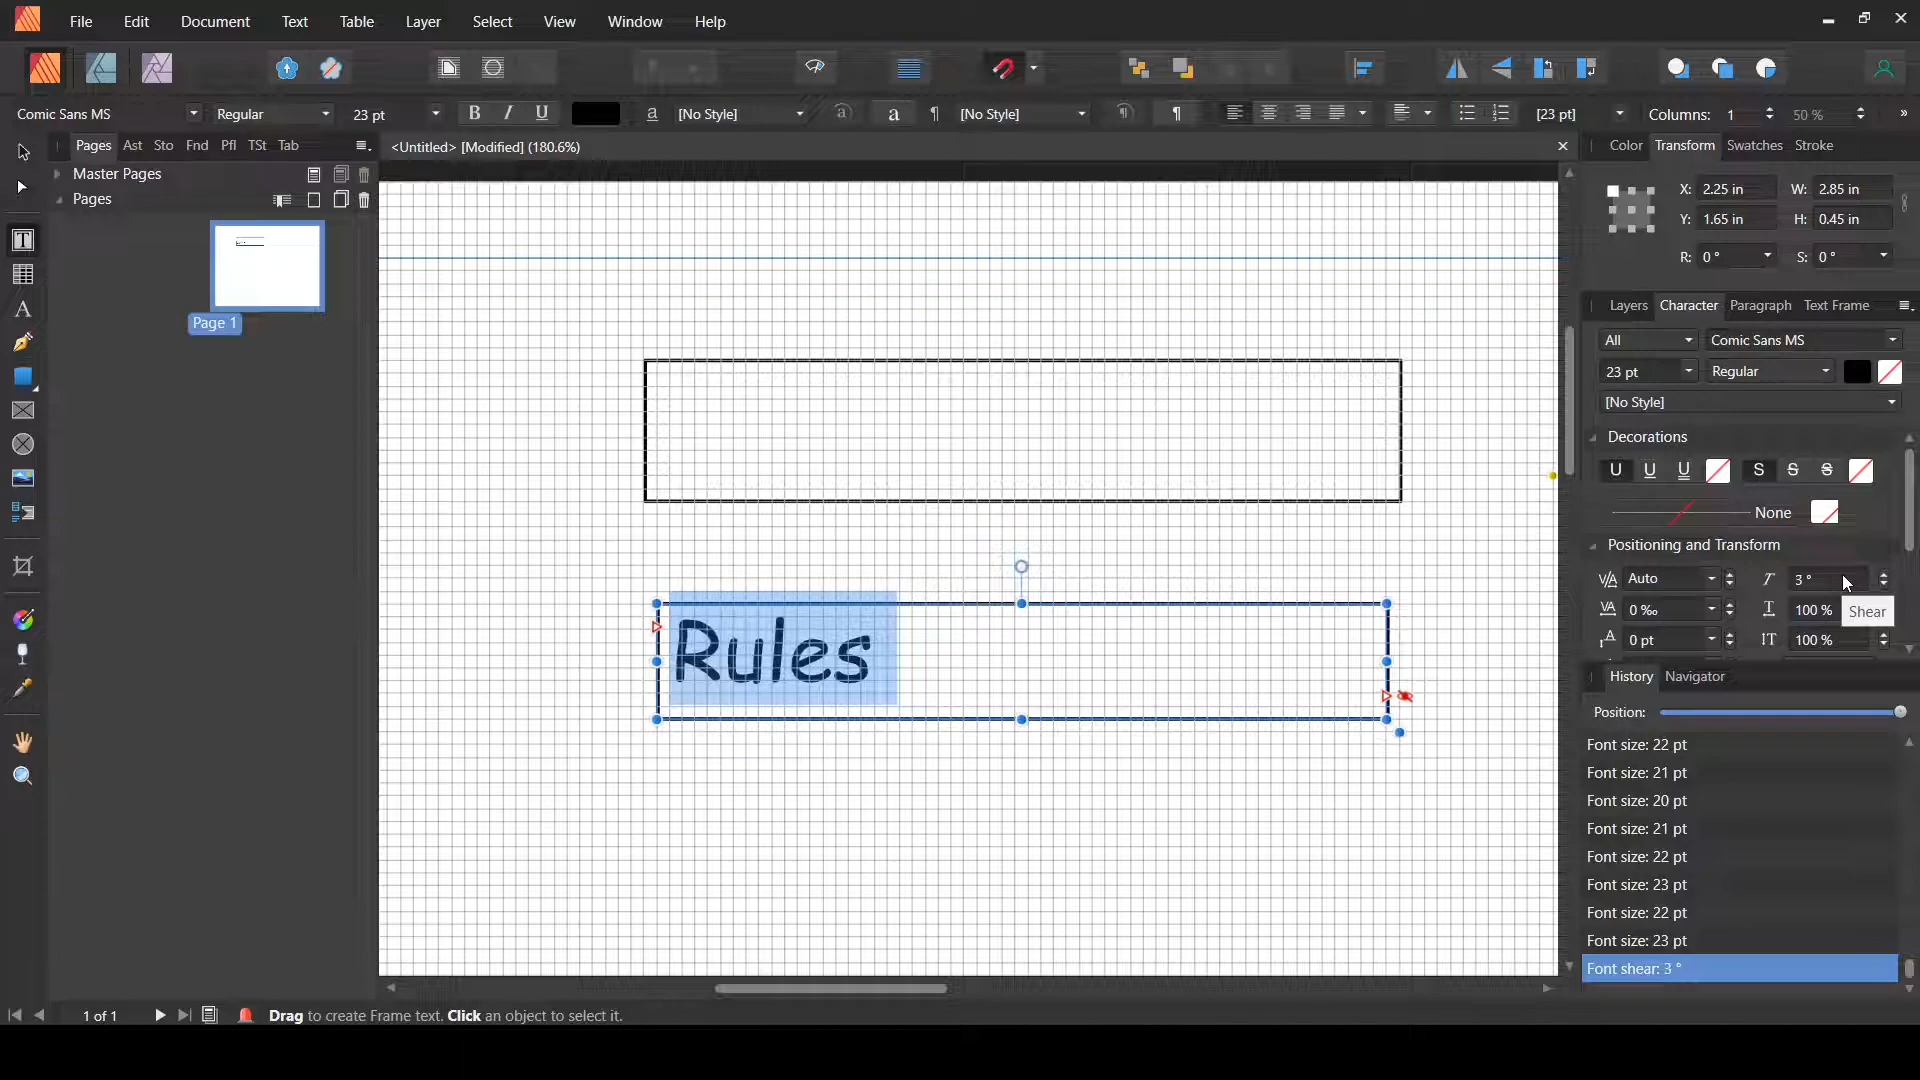 File Edit Document Text Table Layer Select View Window Help
Comic Sans MS Regular 23 pt B I U a [No Style] a a ¶ [No Style] ¶ ¶ [23 pt] Columns: 1 50 % »
Pages Ast Sto Fnd Pfl TSt Tab
<Untitled> [Modified] (180.6%)
Color Transform Swatches Stroke
Master Pages
Pages
Page 1
X: 2.25 in W: 2.85 in
Y: 1.65 in H: 0.45 in
R: 0 ° S: 0 °
Layers Character Paragraph Text Frame
All Comic Sans MS
23 pt Regular
[No Style]
Decorations
U U U S S S
None
Positioning and Transform
Auto 3 °
0 ‰ 100 %
Shear
0 pt 100 %
Rules
History Navigator
Position:
Font size: 22 pt
Font size: 21 pt
Font size: 20 pt
Font size: 21 pt
Font size: 22 pt
Font size: 23 pt
Font size: 22 pt
Font size: 23 pt
Font shear: 3 °
1 of 1 Drag to create Frame text. Click an object to select it.